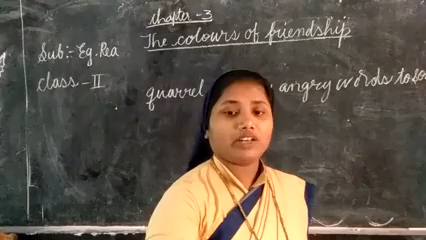 Chapter - 3
The colours of friendship
Sub:- Eg. Rea
Class - II
quarrel angry words to